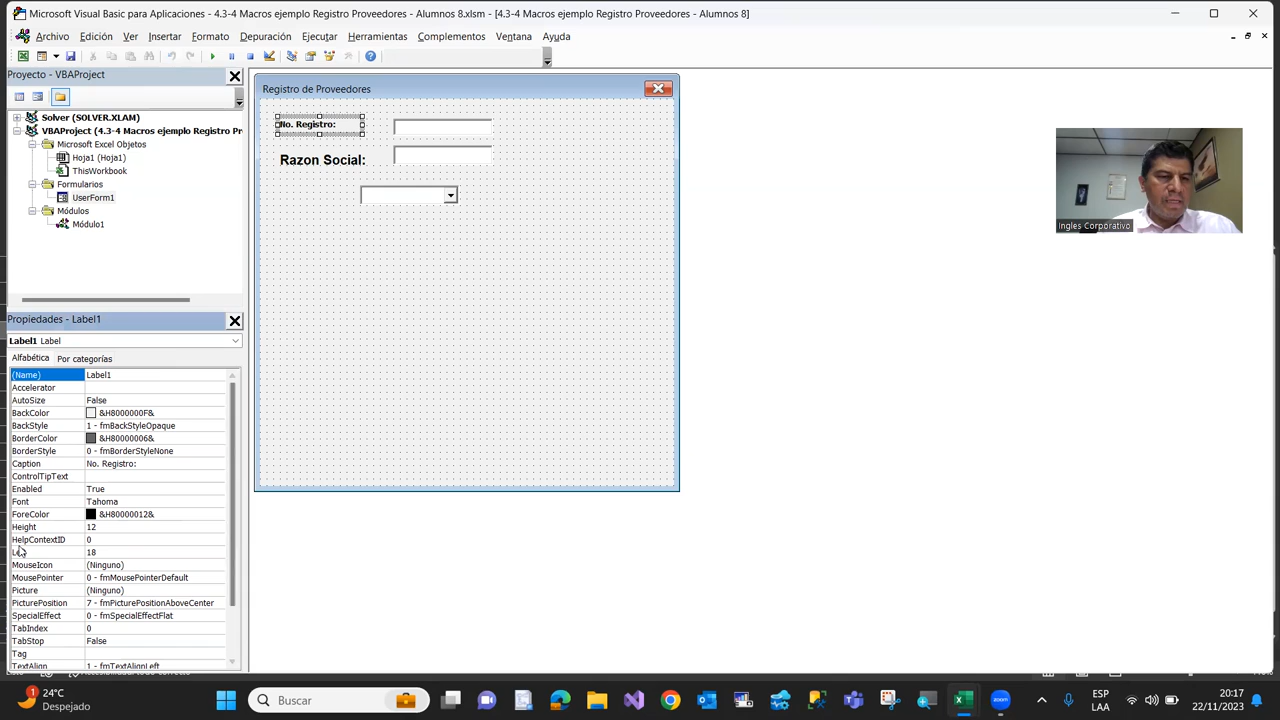 Microsoft Visual Basic para Aplicaciones - 4.3-4 Macros ejemplo Registro Proveedores - Alumnos 8.xlsm - [4.3-4 Macros ejemplo Registro Proveedores - Alumnos 8]
Archivo Edición Ver Insertar Formato Depuración Ejecutar Herramientas Complementos Ventana Ayuda
Proyecto - VBAProject
Solver (SOLVER.XLAM)
VBAProject (4.3-4 Macros ejemplo Registro Pr
Microsoft Excel Objetos
Hoja1 (Hoja1)
ThisWorkbook
Formularios
UserForm1
Módulos
Módulo1
Registro de Proveedores
No. Registro:
Razon Social:
Ingles Corporativo
Propiedades - Label1
Label1 Label
Alfabética Por categorías
(Name) Label1
Accelerator
AutoSize False
BackColor &H8000000F&
BackStyle 1 - fmBackStyleOpaque
BorderColor &H80000006&
BorderStyle 0 - fmBorderStyleNone
Caption No. Registro:
ControlTipText
Enabled True
Font Tahoma
ForeColor &H80000012&
Height 12
HelpContextID 0
18
MouseIcon (Ninguno)
MousePointer 0 - fmMousePointerDefault
Picture (Ninguno)
PicturePosition 7 - fmPicturePositionAboveCenter
SpecialEffect 0 - fmSpecialEffectFlat
TabIndex 0
TabStop False
Tag
TextAlign 1 - fmTextAlignLeft
24°C
Despejado
Buscar
ESP
LAA
20:17
22/11/2023